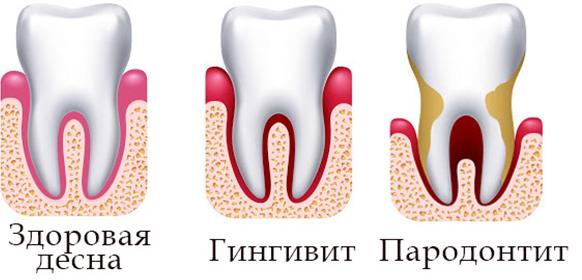 Здоровая
десна
Гингивит
Пародонтит